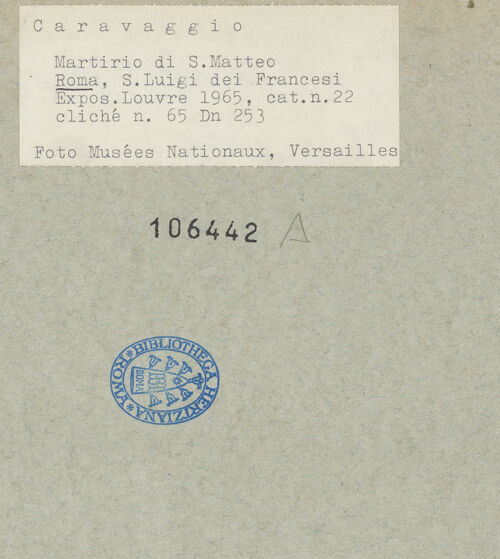 Caravaggio
Martirio di S.Matteo
Roma, S.Luigi dei Francesi
Expos.Louvre 1965, cat.n.22
cliché n. 65 Dn 253
Foto Musées Nationaux, Versailles
106442 A
BIBLIOTHECA HERTZIANA * ROMA *
ROMA